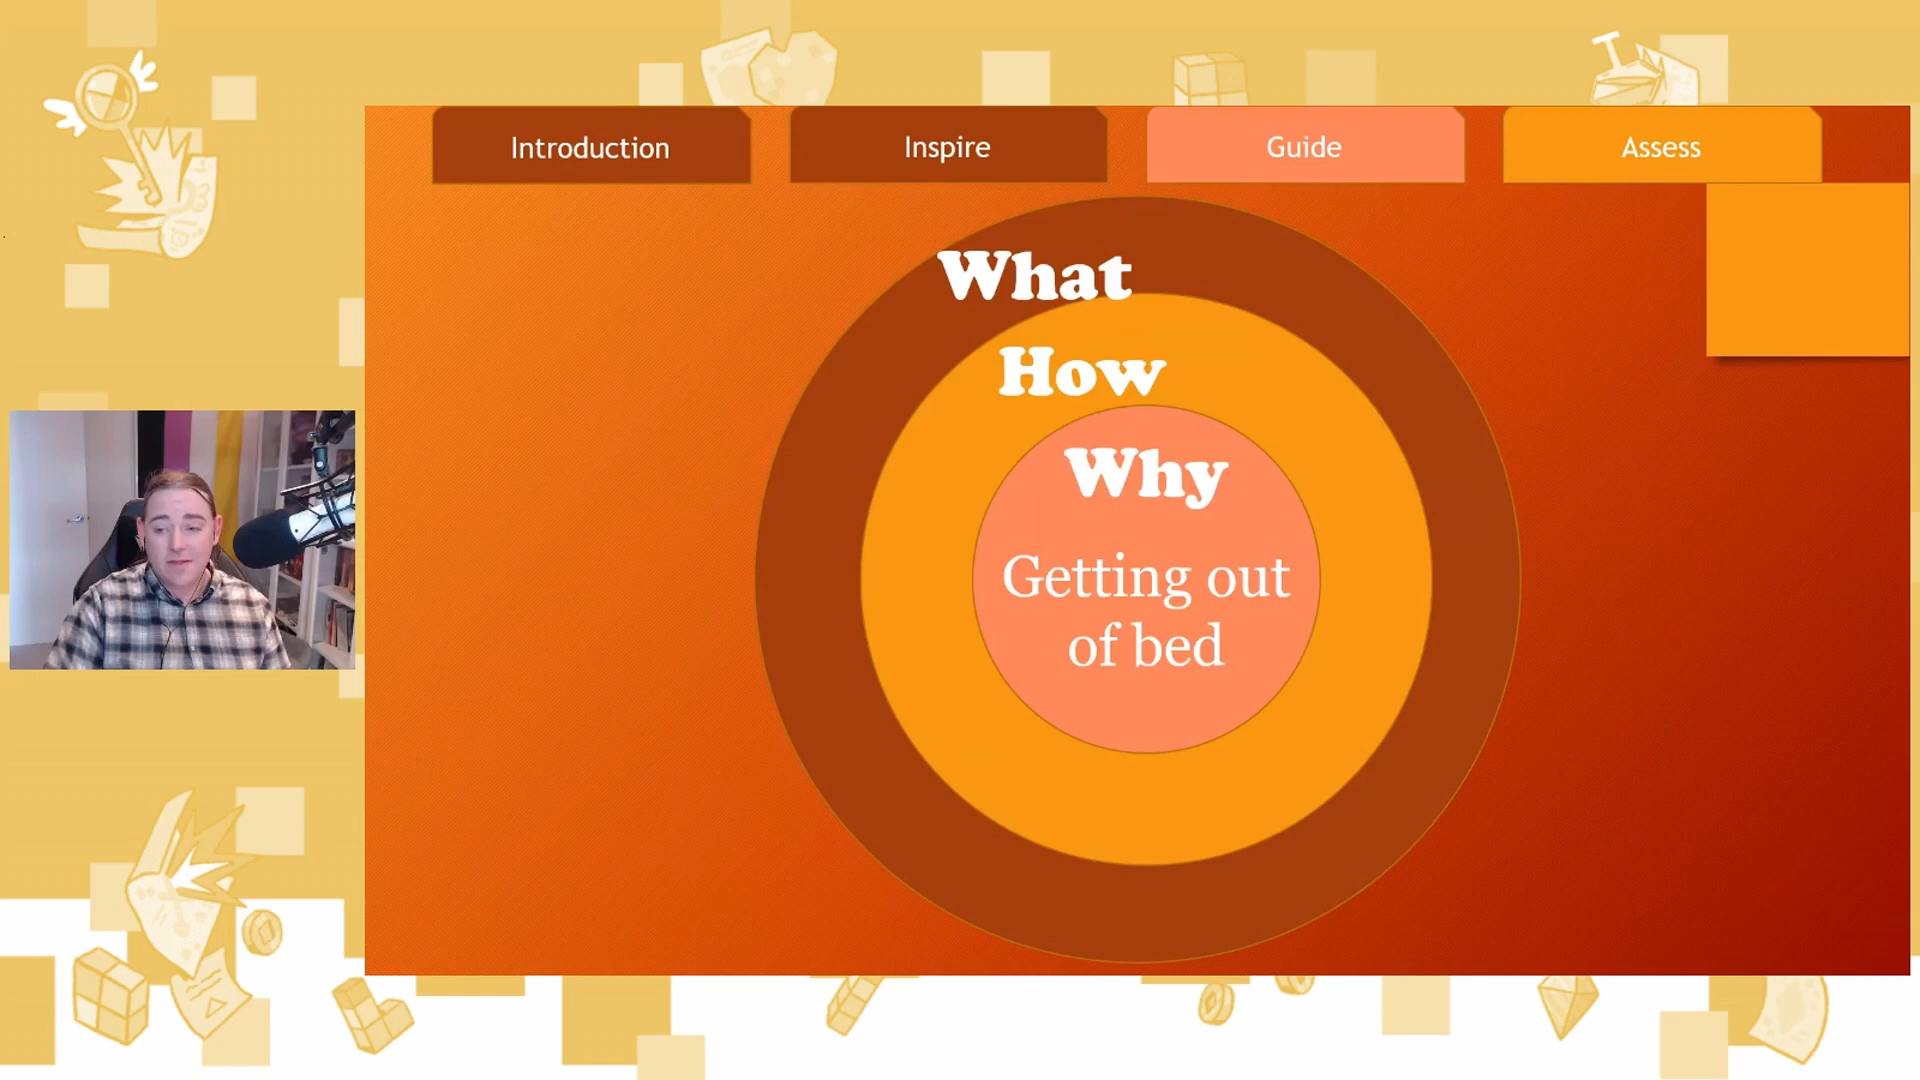 Introduction
Inspire
Guide
Assess
What
How
Why
Getting out
of bed